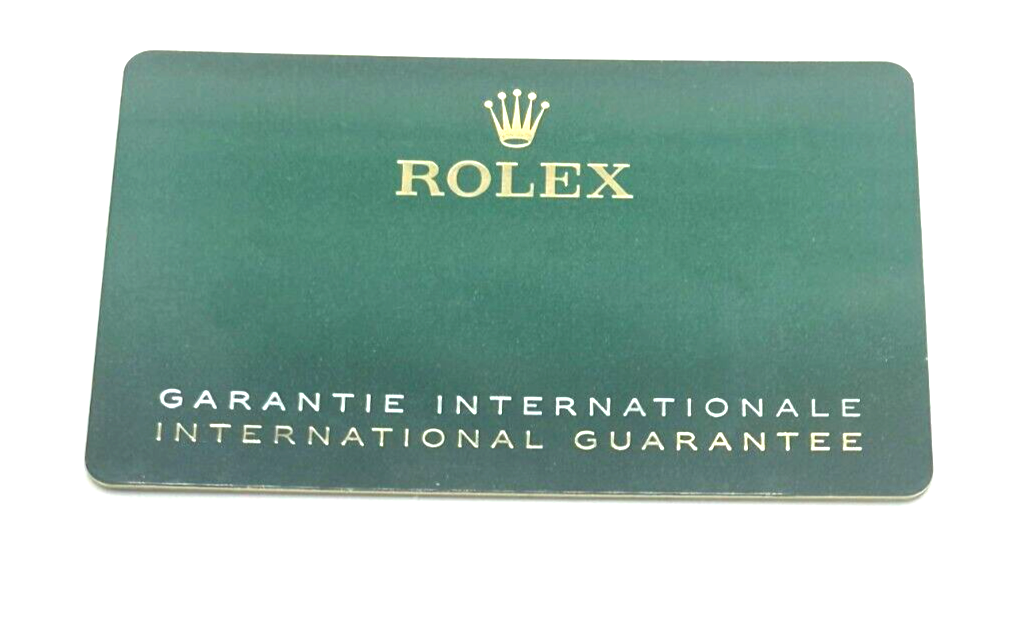 ROLEX
GARANTIE INTERNATIONALE
INTERNATIONAL GUARANTEE